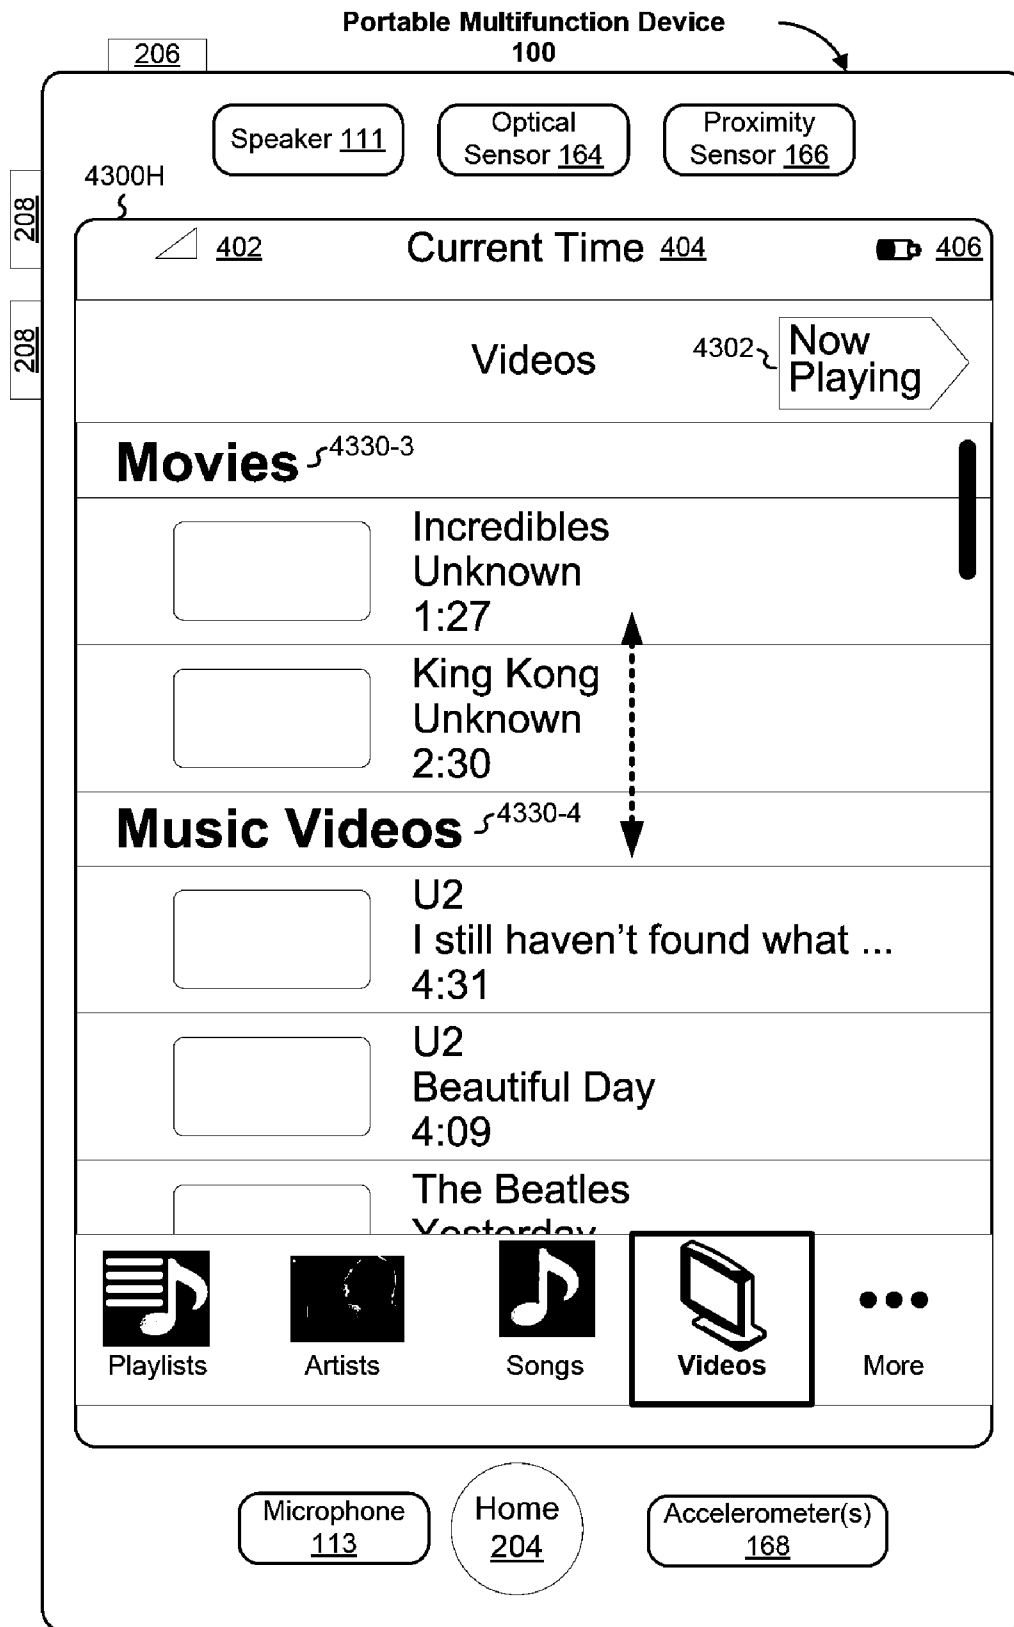 Portable Multifunction Device
100
206
Speaker 111
Optical
Sensor 164
Proximity
Sensor 166
4300H
208
208
402
Current Time 404
406
Videos
4302
Now
Playing
Movies
4330-3
Incredibles
Unknown
1:27
King Kong
Unknown
2:30
Music Videos
4330-4
U2
I still haven't found what ...
4:31
U2
Beautiful Day
4:09
The Beatles
Yesterday
Playlists
Artists
Songs
Videos
More
Microphone
113
Home
204
Accelerometer(s)
168